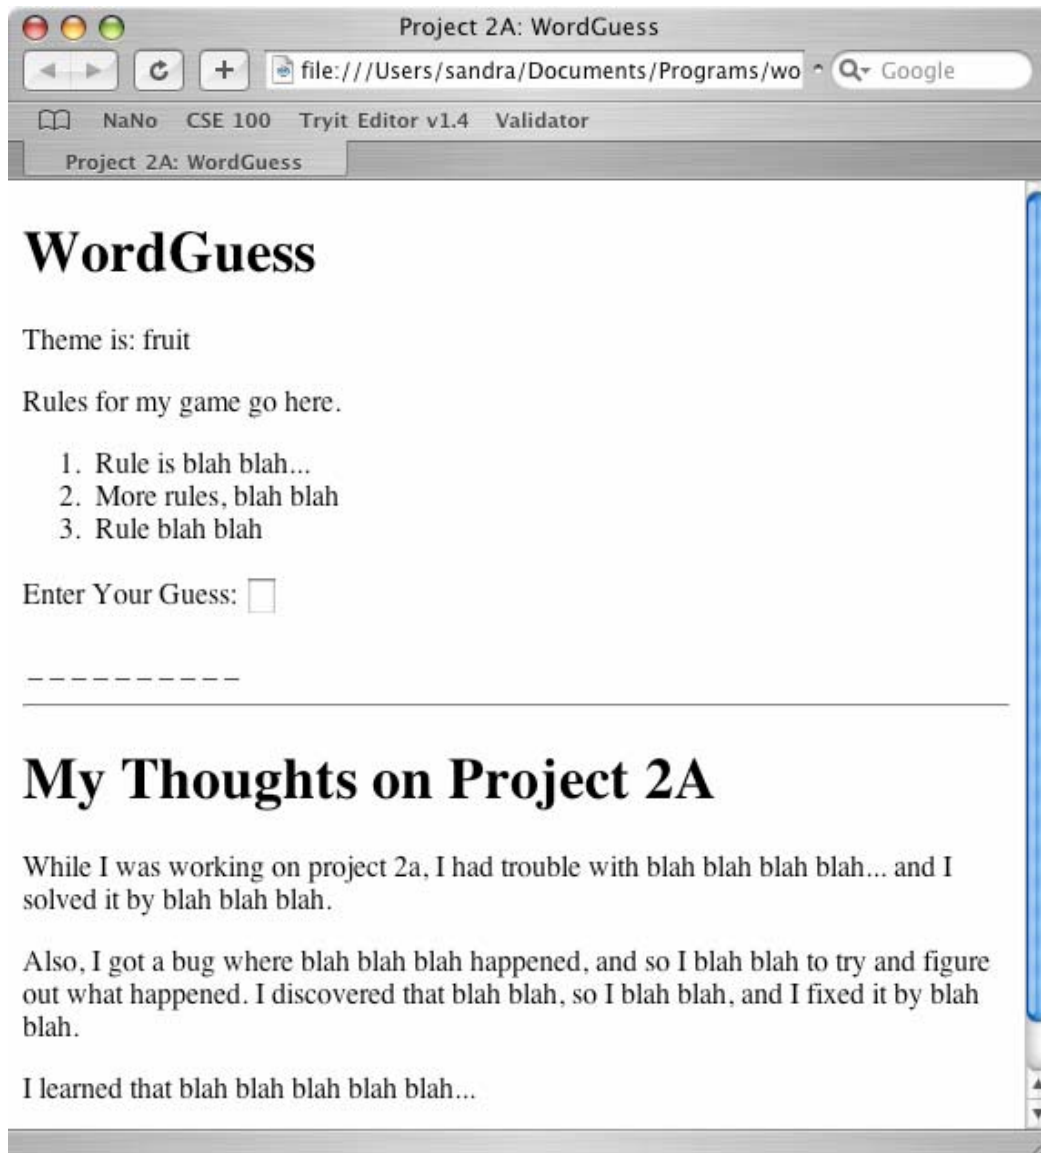 Project 2A: WordGuess
file:///Users/sandra/Documents/Programs/wo
Google
NaNo CSE 100 Tryit Editor v1.4 Validator
Project 2A: WordGuess
WordGuess
Theme is: fruit
Rules for my game go here.
1. Rule is blah blah...
2. More rules, blah blah
3. Rule blah blah
Enter Your Guess:
_ _ _ _ _ _ _ _ _ _
My Thoughts on Project 2A
While I was working on project 2a, I had trouble with blah blah blah blah... and I
solved it by blah blah blah.
Also, I got a bug where blah blah blah happened, and so I blah blah to try and figure
out what happened. I discovered that blah blah, so I blah blah, and I fixed it by blah
blah.
I learned that blah blah blah blah blah...